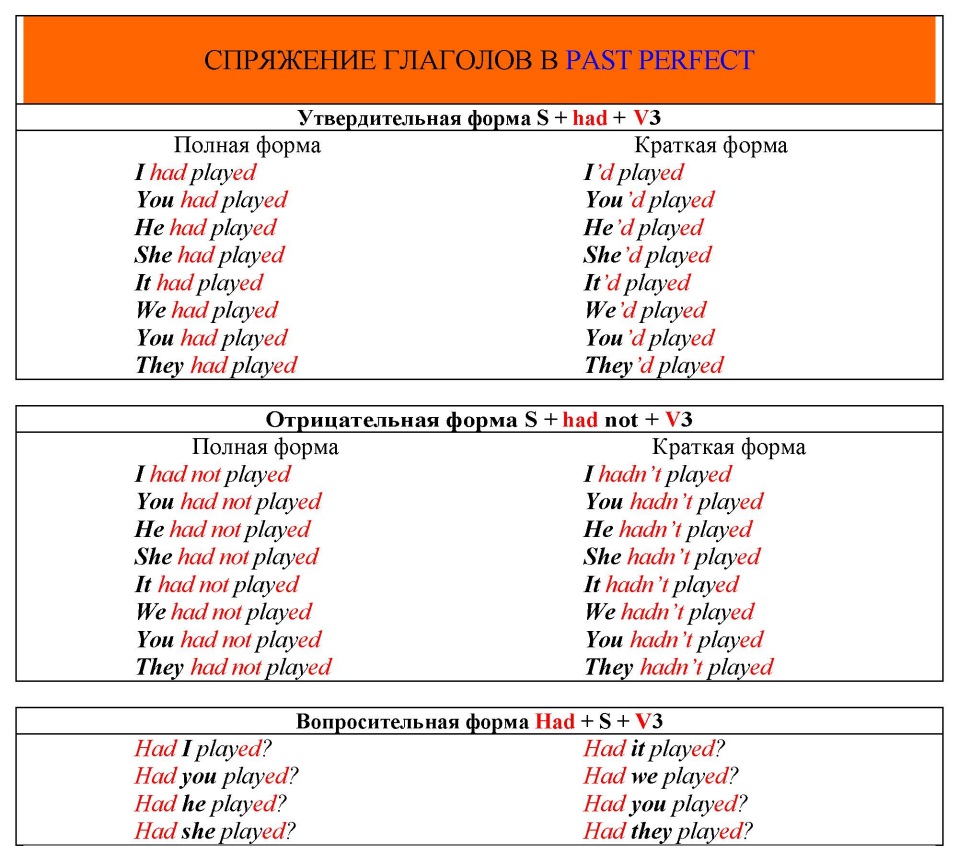 СПРЯЖЕНИЕ ГЛАГОЛОВ В PAST PERFECT
Утвердительная форма S + had + V3
Полная форма Краткая форма
I had played I’d played
You had played You’d played
He had played He’d played
She had played She’d played
It had played It’d played
We had played We’d played
You had played You’d played
They had played They’d played
Отрицательная форма S + had not + V3
Полная форма Краткая форма
I had not played I hadn’t played
You had not played You hadn’t played
He had not played He hadn’t played
She had not played She hadn’t played
It had not played It hadn’t played
We had not played We hadn’t played
You had not played You hadn’t played
They had not played They hadn’t played
Вопросительная форма Had + S + V3
Had I played? Had it played?
Had you played? Had we played?
Had he played? Had you played?
Had she played? Had they played?